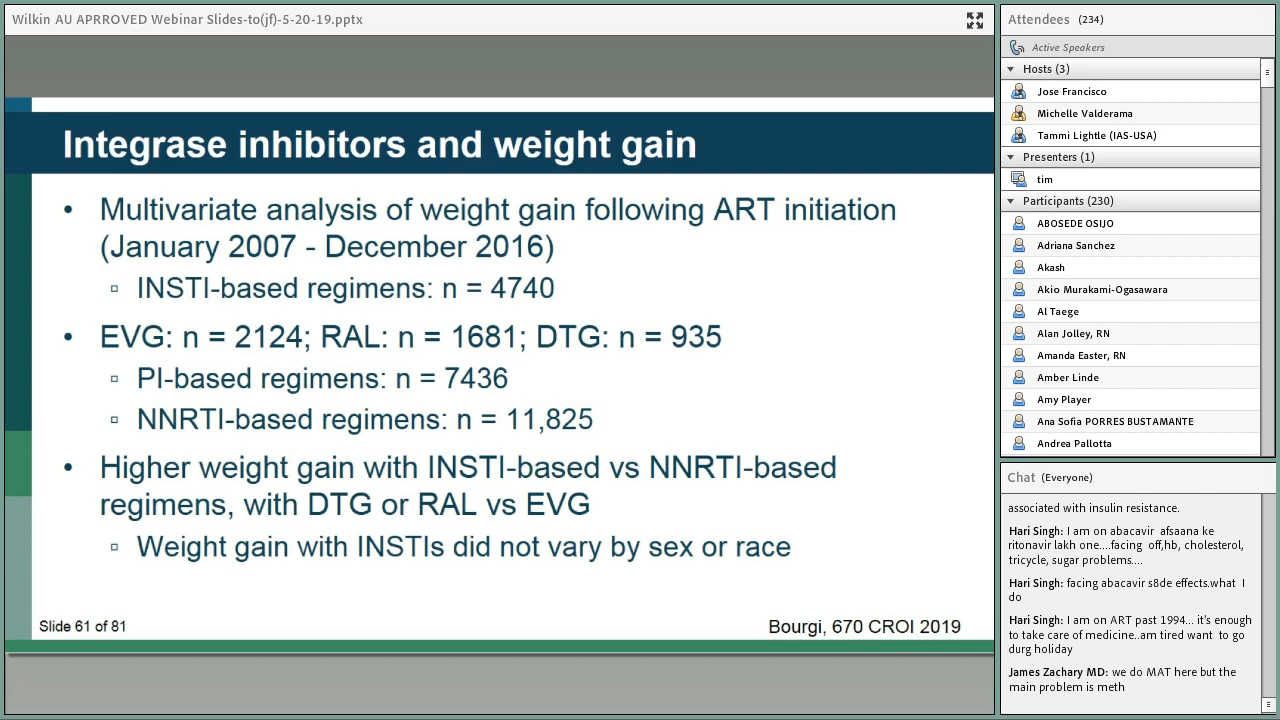 Wilkin AU APRROVED Webinar Slides-to(jf)-5-20-19.pptx
Integrase inhibitors and weight gain
• Multivariate analysis of weight gain following ART initiation
(January 2007 - December 2016)
▫ INSTI-based regimens: n = 4740
• EVG: n = 2124; RAL: n = 1681; DTG: n = 935
▫ PI-based regimens: n = 7436
▫ NNRTI-based regimens: n = 11,825
• Higher weight gain with INSTI-based vs NNRTI-based
regimens, with DTG or RAL vs EVG
▫ Weight gain with INSTIs did not vary by sex or race
Slide 61 of 81
Bourgi, 670 CROI 2019
Attendees (234)
Active Speakers
Hosts (3)
Jose Francisco
Michelle Valderama
Tammi Lightle (IAS-USA)
Presenters (1)
tim
Participants (230)
ABOSEDE OSIJO
Adriana Sanchez
Akash
Akio Murakami-Ogasawara
Al Taege
Alan Jolley, RN
Amanda Easter, RN
Amber Linde
Amy Player
Ana Sofia PORRES BUSTAMANTE
Andrea Pallotta
Chat (Everyone)
associated with insulin resistance.
Hari Singh: I am on abacavir afsaana ke
ritonavir lakh one....facing off,hb, cholesterol,
tricycle, sugar problems....
Hari Singh: facing abacavir s8de effects.what I
do
Hari Singh: I am on ART past 1994... it's enough
to take care of medicine..am tired want to go
durg holiday
James Zachary MD: we do MAT here but the
main problem is meth